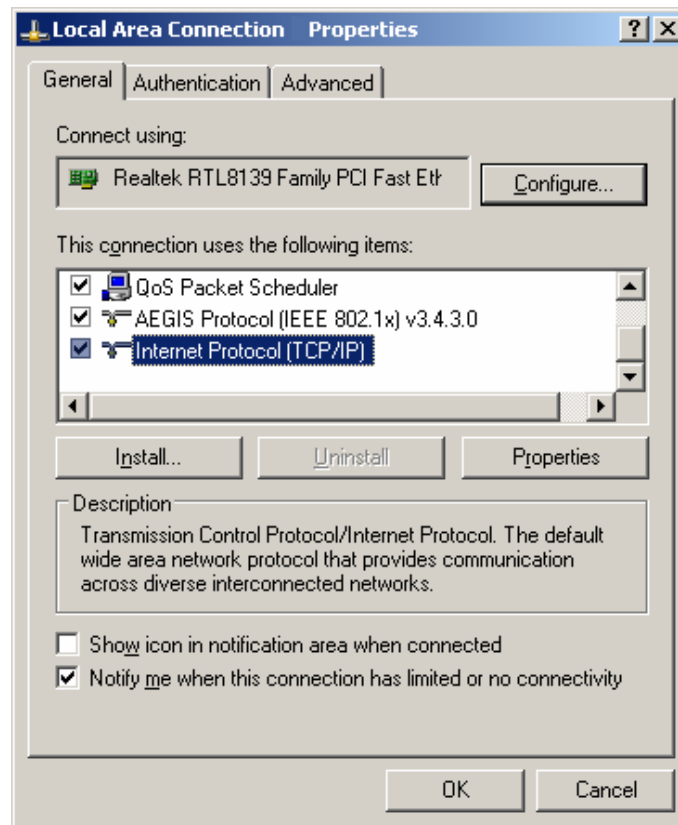 Local Area Connection Properties
General Authentication Advanced
Connect using:
Realtek RTL8139 Family PCI Fast Eth
Configure...
This connection uses the following items:
QoS Packet Scheduler
AEGIS Protocol (IEEE 802.1x) v3.4.3.0
Internet Protocol (TCP/IP)
Install... Uninstall Properties
Description
Transmission Control Protocol/Internet Protocol. The default
wide area network protocol that provides communication
across diverse interconnected networks.
Show icon in notification area when connected
Notify me when this connection has limited or no connectivity
OK Cancel